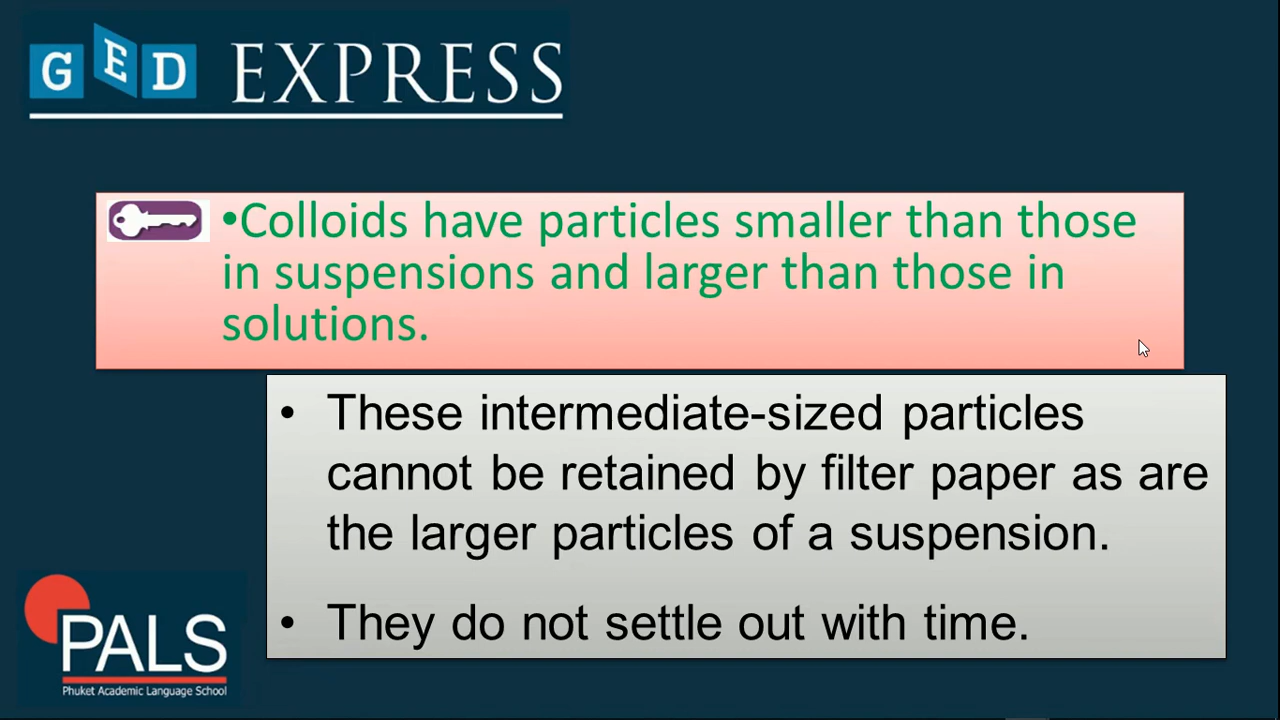 GED EXPRESS
•Colloids have particles smaller than those
in suspensions and larger than those in
solutions.
• These intermediate-sized particles
cannot be retained by filter paper as are
the larger particles of a suspension.
• They do not settle out with time.
PALS
Phuket Academic Language School